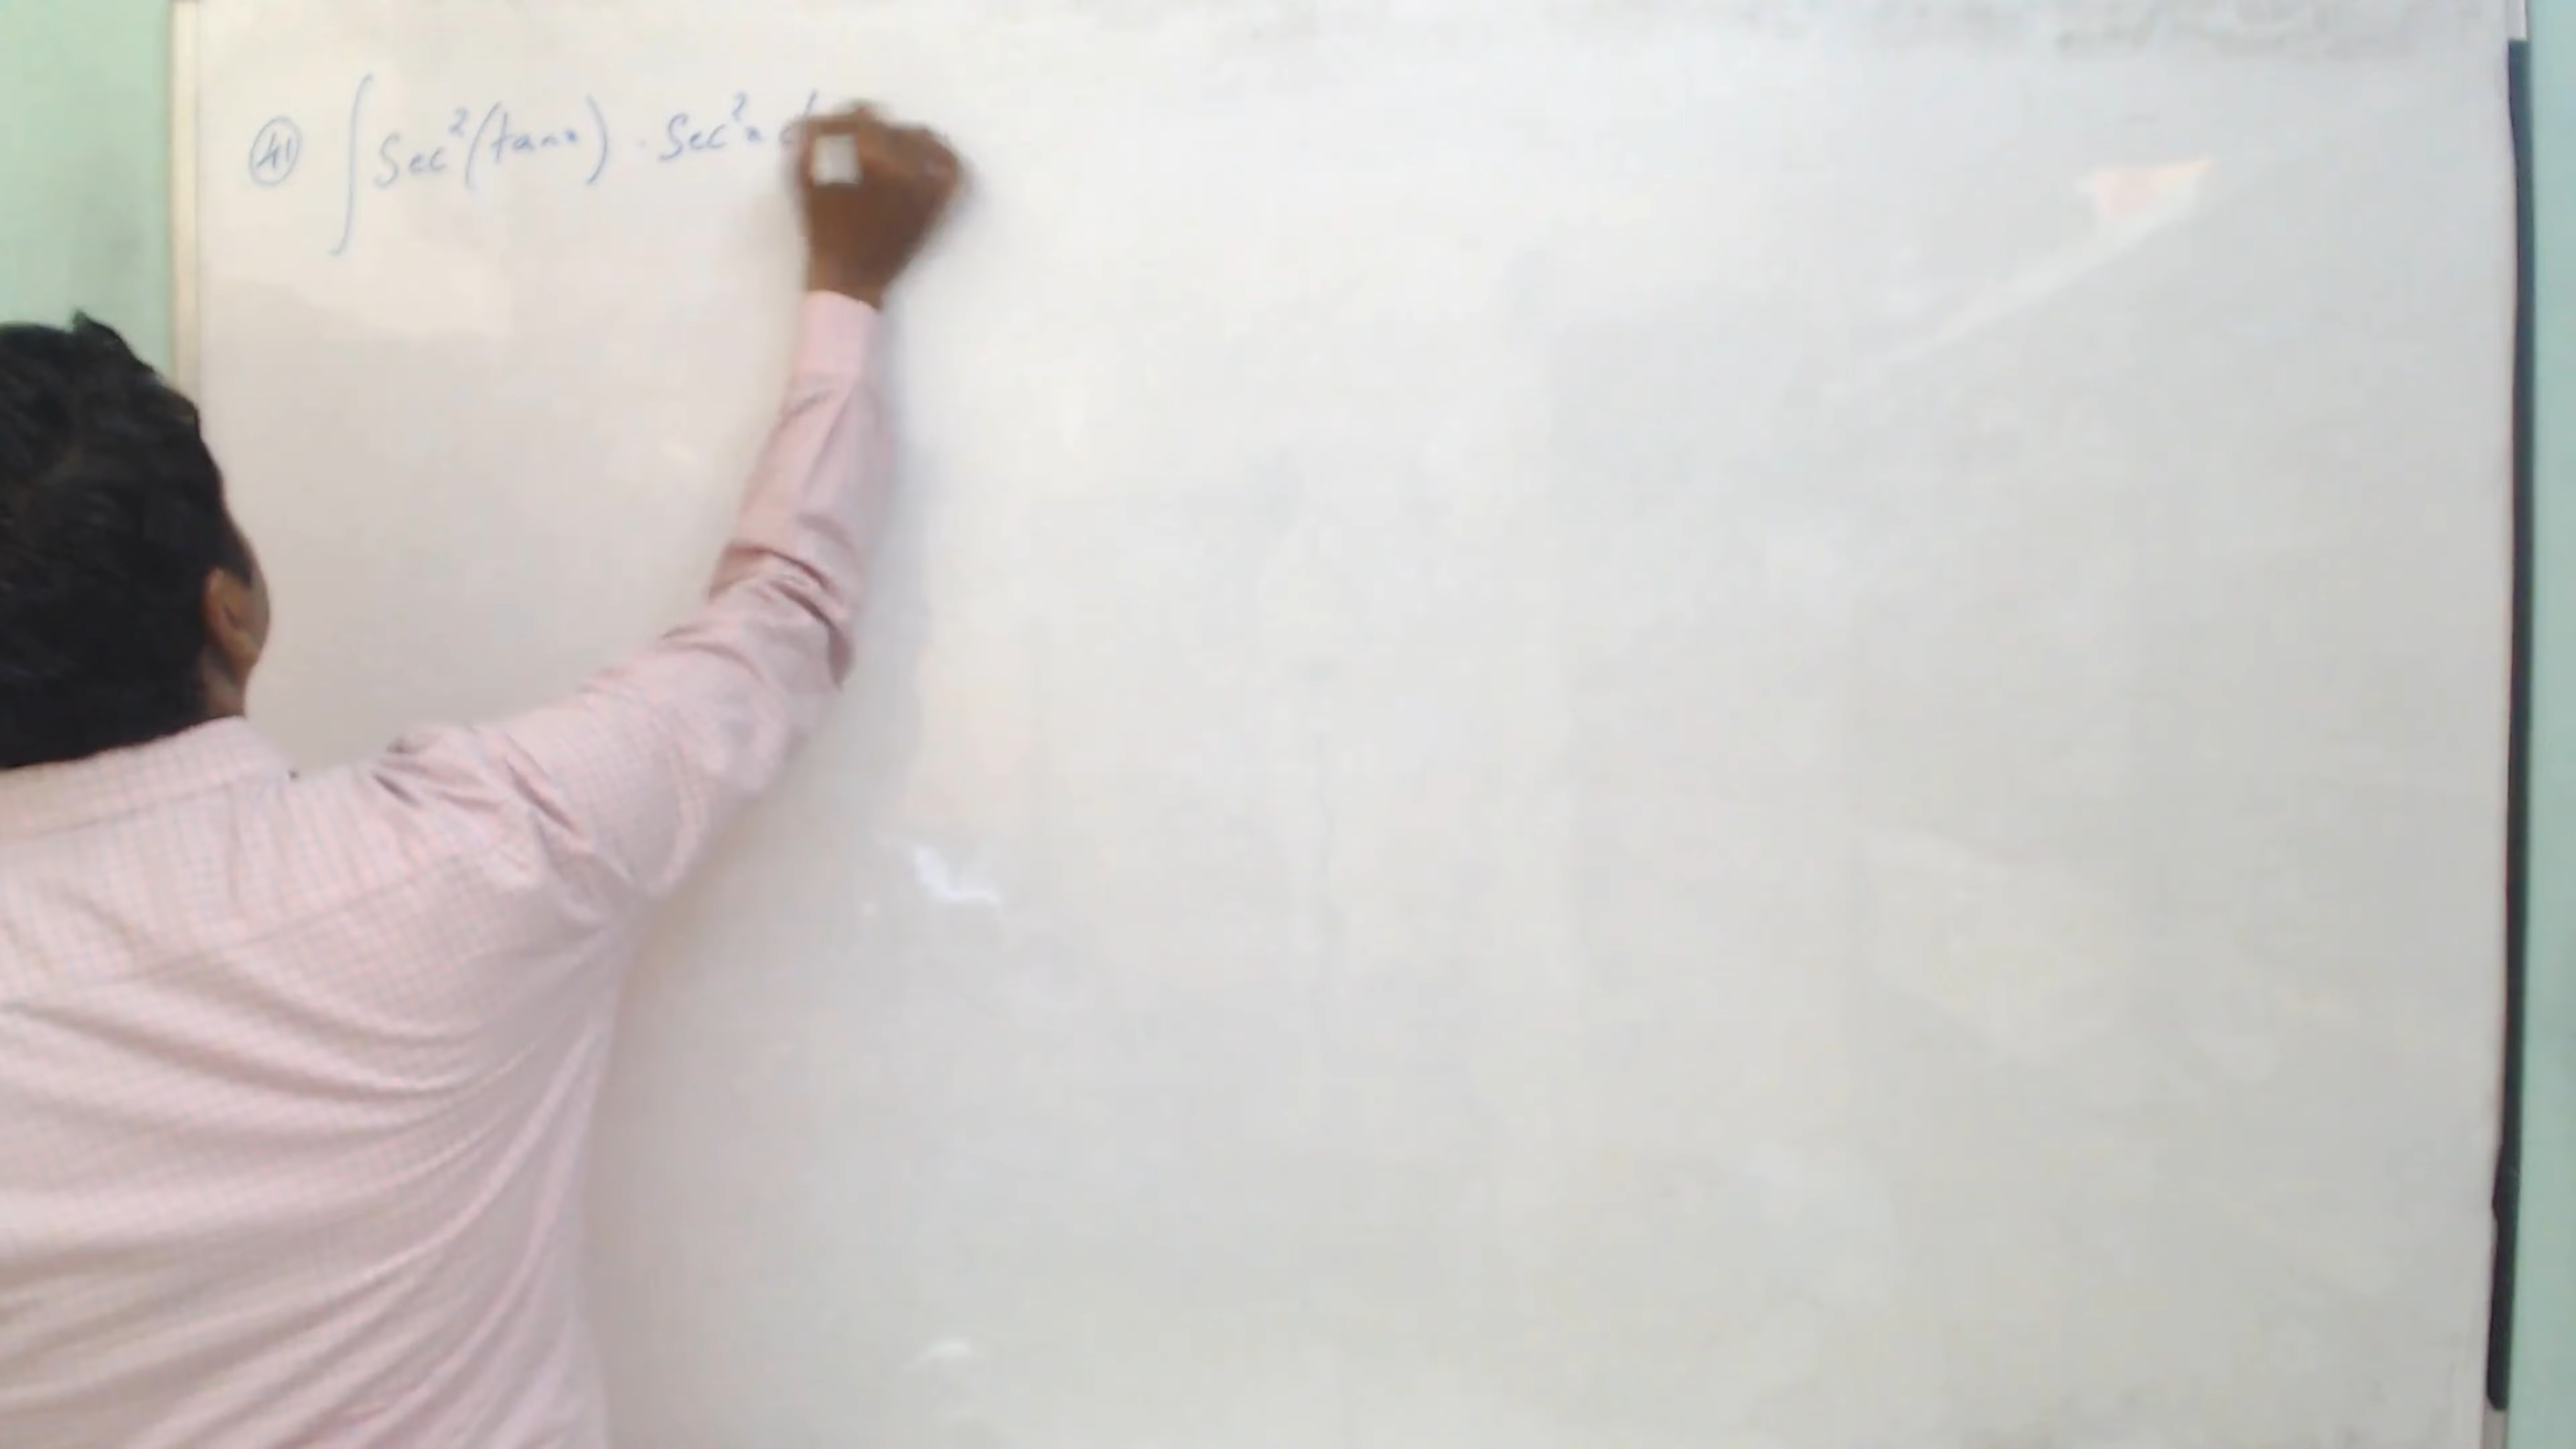 ④① ∫ Sec²(tanx) · Sec²x d